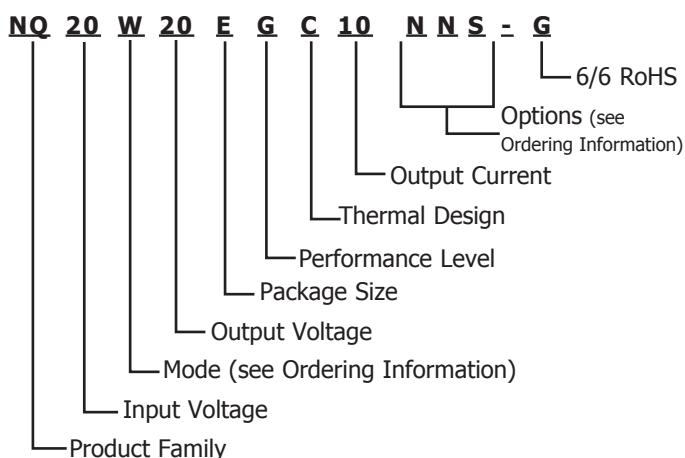 NQ 20 W 20 E G C 10 N N S - G
6/6 RoHS
Options (see
Ordering Information)
Output Current
Thermal Design
Performance Level
Package Size
Output Voltage
Mode (see Ordering Information)
Input Voltage
Product Family